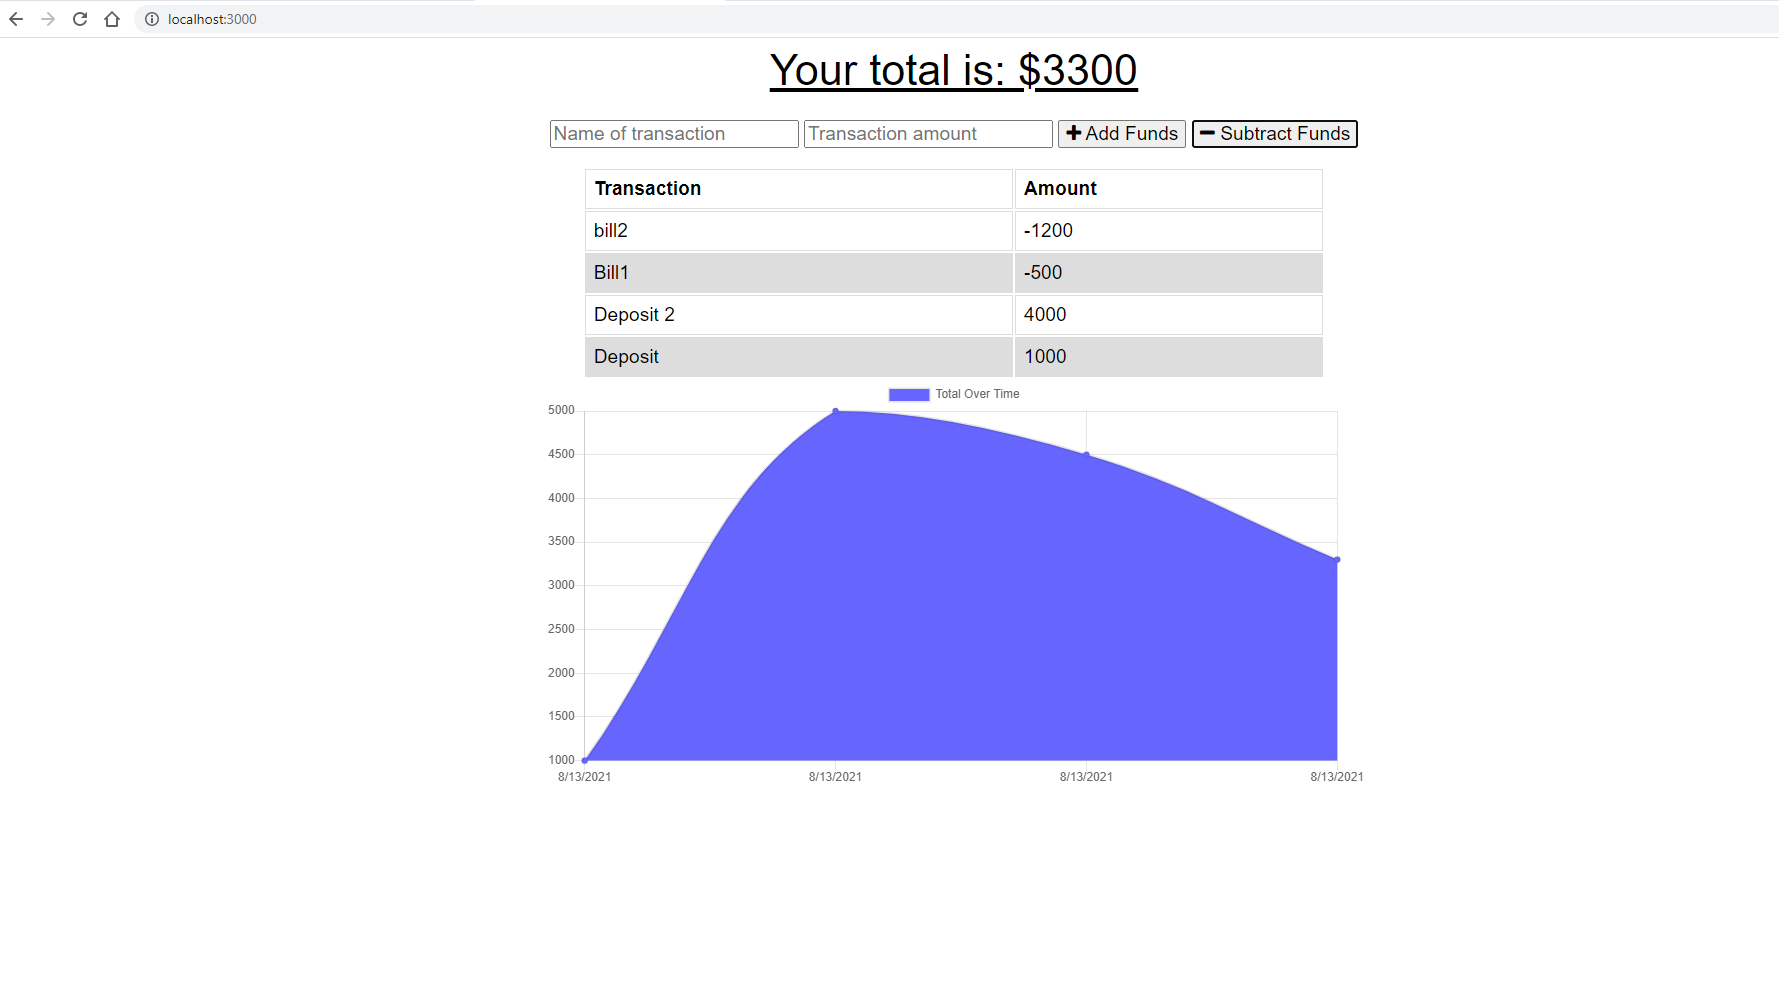 localhost:3000
Your total is: $3300
Name of transaction Transaction amount Add Funds Subtract Funds
Transaction Amount
bill2 -1200
Bill1 -500
Deposit 2 4000
Deposit 1000
Total Over Time
5000
4500
4000
3500
3000
2500
2000
1500
1000
8/13/2021 8/13/2021 8/13/2021 8/13/2021